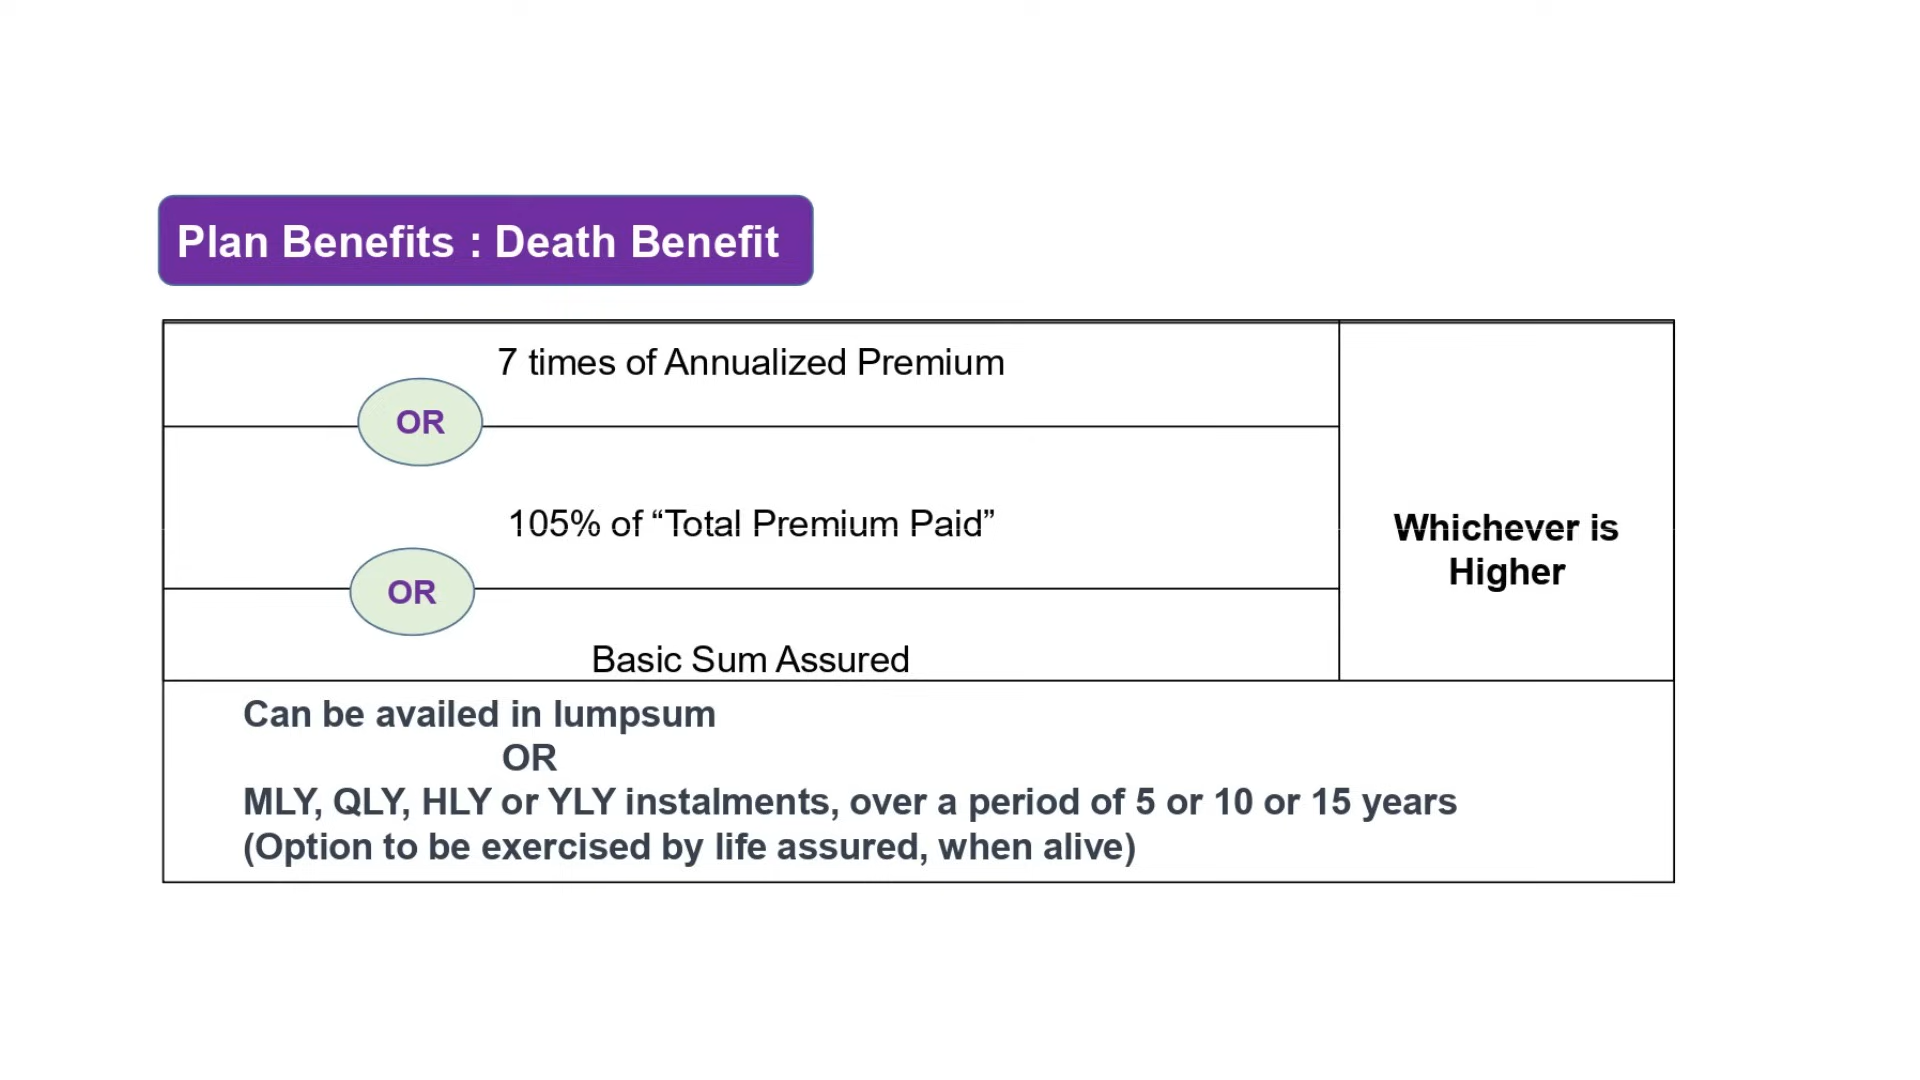 Plan Benefits : Death Benefit
7 times of Annualized Premium
OR
105% of “Total Premium Paid”
Whichever is
Higher
OR
Basic Sum Assured
Can be availed in lumpsum
OR
MLY, QLY, HLY or YLY instalments, over a period of 5 or 10 or 15 years
(Option to be exercised by life assured, when alive)